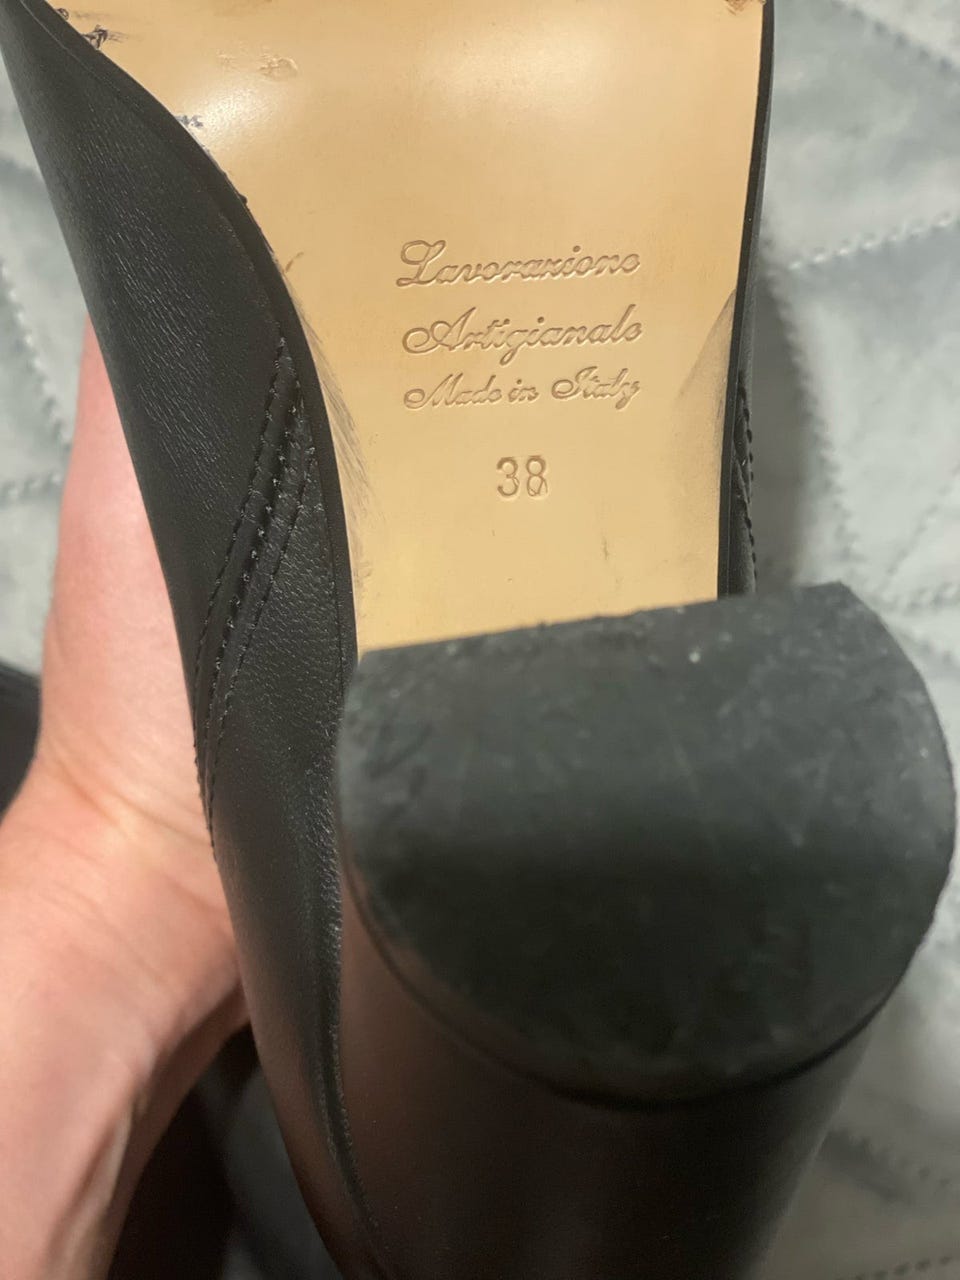 Lavorazione
Artigianale
Made in Italy
38